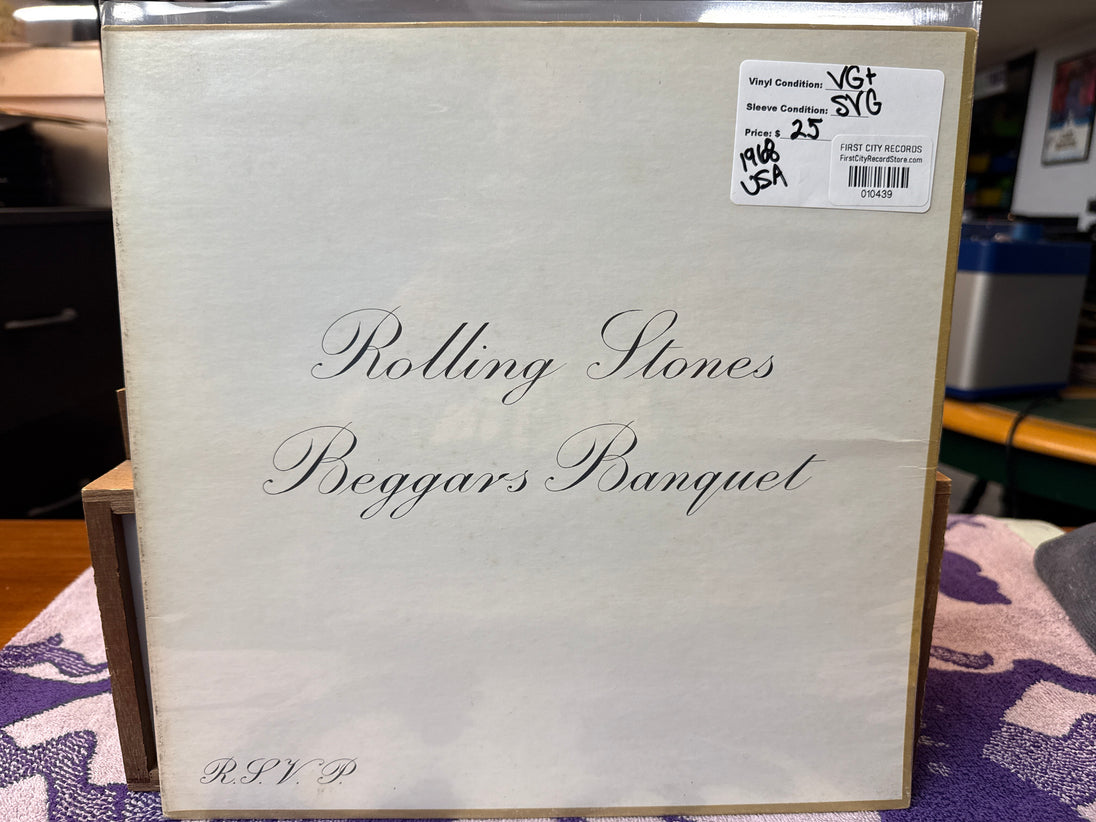 Vinyl Condition: VG+
Sleeve Condition: SVG
Price: $ 25
1968
USA
FIRST CITY RECORDS
FirstCityRecordStore.com
010439
Rolling Stones
Beggars Banquet
R.S.V.P.